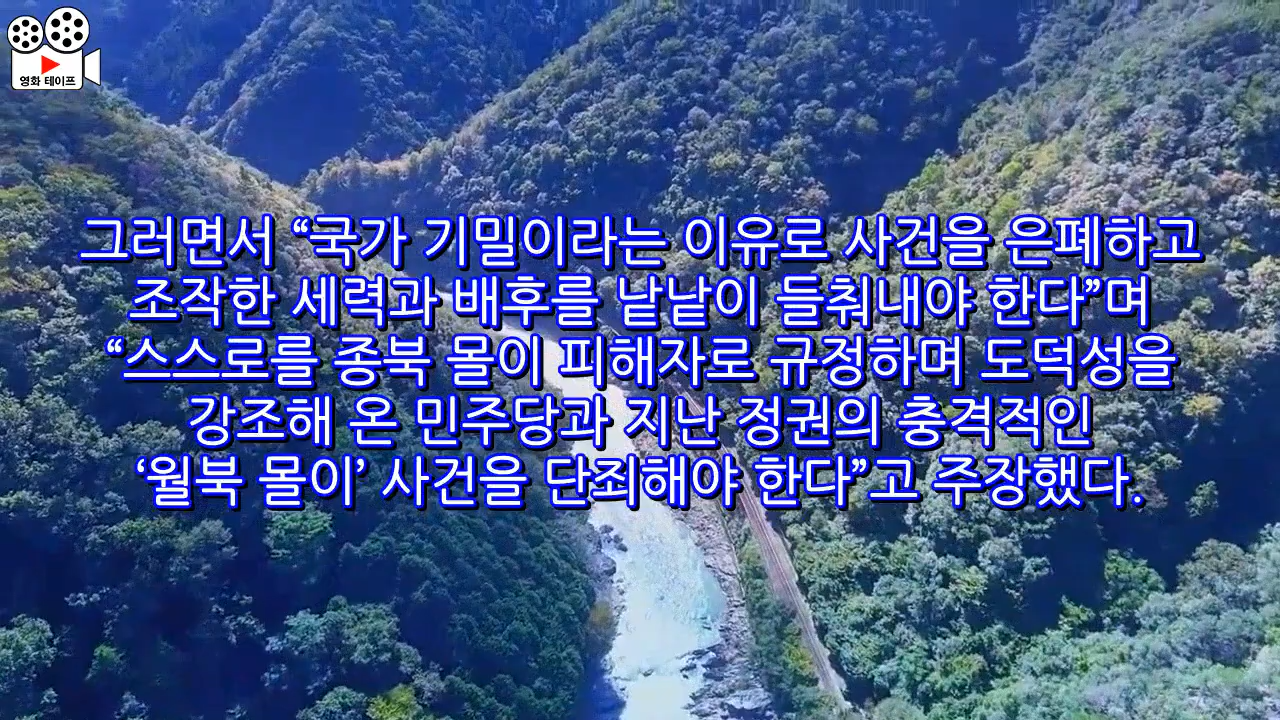 영화 테이프
그러면서 “국가 기밀이라는 이유로 사건을 은폐하고
조작한 세력과 배후를 낱낱이 들춰내야 한다”며
“스스로를 종북 몰이 피해자로 규정하며 도덕성을
강조해 온 민주당과 지난 정권의 충격적인
‘월북 몰이’ 사건을 단죄해야 한다”고 주장했다.